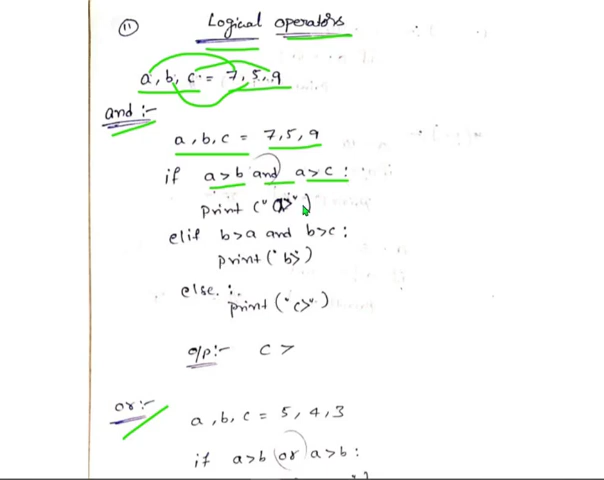 11
Logical operators
a, b, c = 7, 5, 9
and :-
a, b, c = 7, 5, 9
if a>b and a>c :
print ("a>")
elif b>a and b>c :
print (" b>")
else :
print ("c>")
o/p:- c >
or:-
a, b, c = 5, 4, 3
if a>b or a>b :